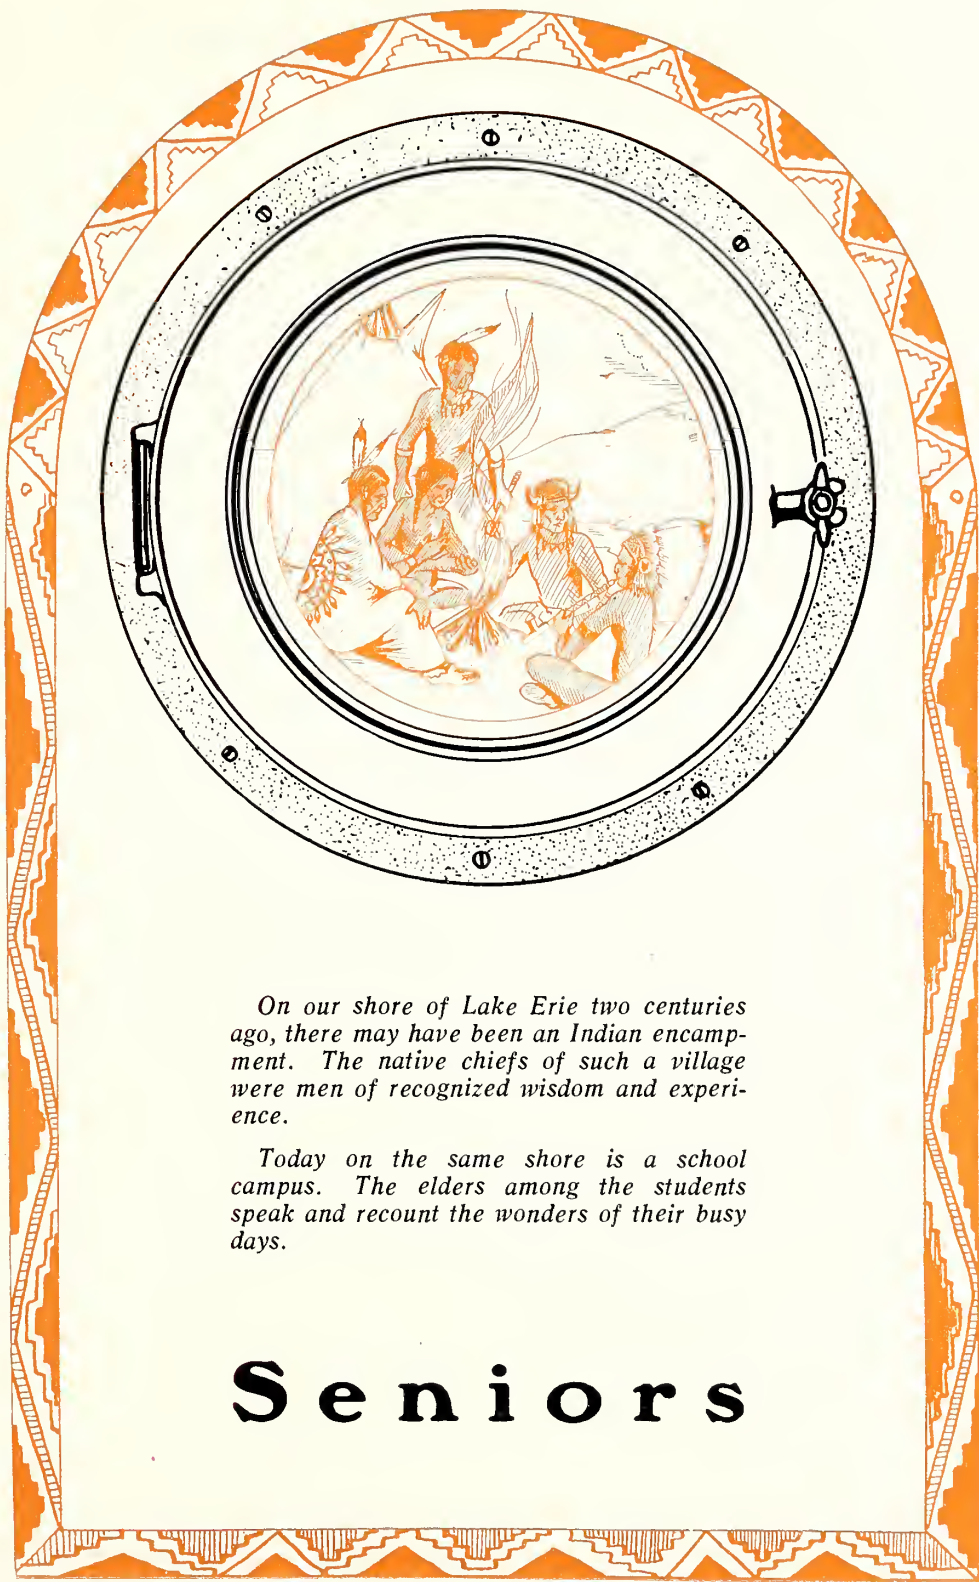 On our shore of Lake Erie two centuries
ago, there may have been an Indian encamp-
ment. The native chiefs of such a village
were men of recognized wisdom and experi-
ence.
Today on the same shore is a school
campus. The elders among the students
speak and recount the wonders of their busy
days.
Seniors